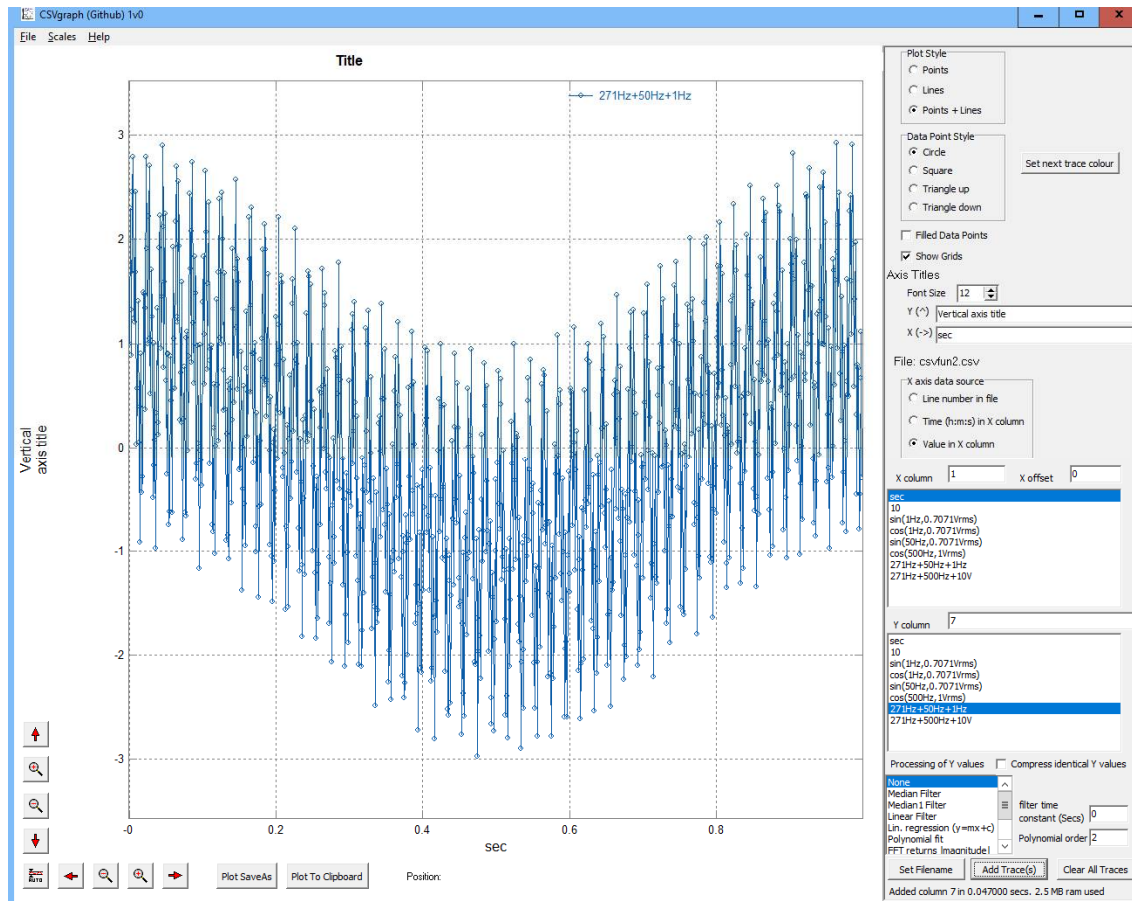 CSVgraph (Github) 1v0
File Scales Help
Title
271Hz+50Hz+1Hz
3
2
1
0
-1
-2
-3
-0 0.2 0.4 0.6 0.8
sec
Vertical
axis title
Plot SaveAs Plot To Clipboard Position:
Plot Style
Points
Lines
Points + Lines
Data Point Style
Circle
Square
Triangle up
Triangle down
Set next trace colour
Filled Data Points
Show Grids
Axis Titles
Font Size 12
Y (^) Vertical axis title
X (->) sec
File: csvfun2.csv
X axis data source
Line number in file
Time (h:m:s) in X column
Value in X column
X column 1 X offset 0
sec
10
sin(1Hz,0.7071Vrms)
cos(1Hz,0.7071Vrms)
sin(50Hz,0.7071Vrms)
cos(500Hz,1Vrms)
271Hz+50Hz+1Hz
271Hz+500Hz+10V
Y column 7
sec
10
sin(1Hz,0.7071Vrms)
cos(1Hz,0.7071Vrms)
sin(50Hz,0.7071Vrms)
cos(500Hz,1Vrms)
271Hz+50Hz+1Hz
271Hz+500Hz+10V
Processing of Y values Compress identical Y values
None
Median Filter
Median1 Filter
Linear Filter
Lin. regression (y=mx+c)
Polynomial fit
FFT returns |magnitude|
filter time
constant (Secs) 0
Polynomial order 2
Set Filename Add Trace(s) Clear All Traces
Added column 7 in 0.047000 secs. 2.5 MB ram used